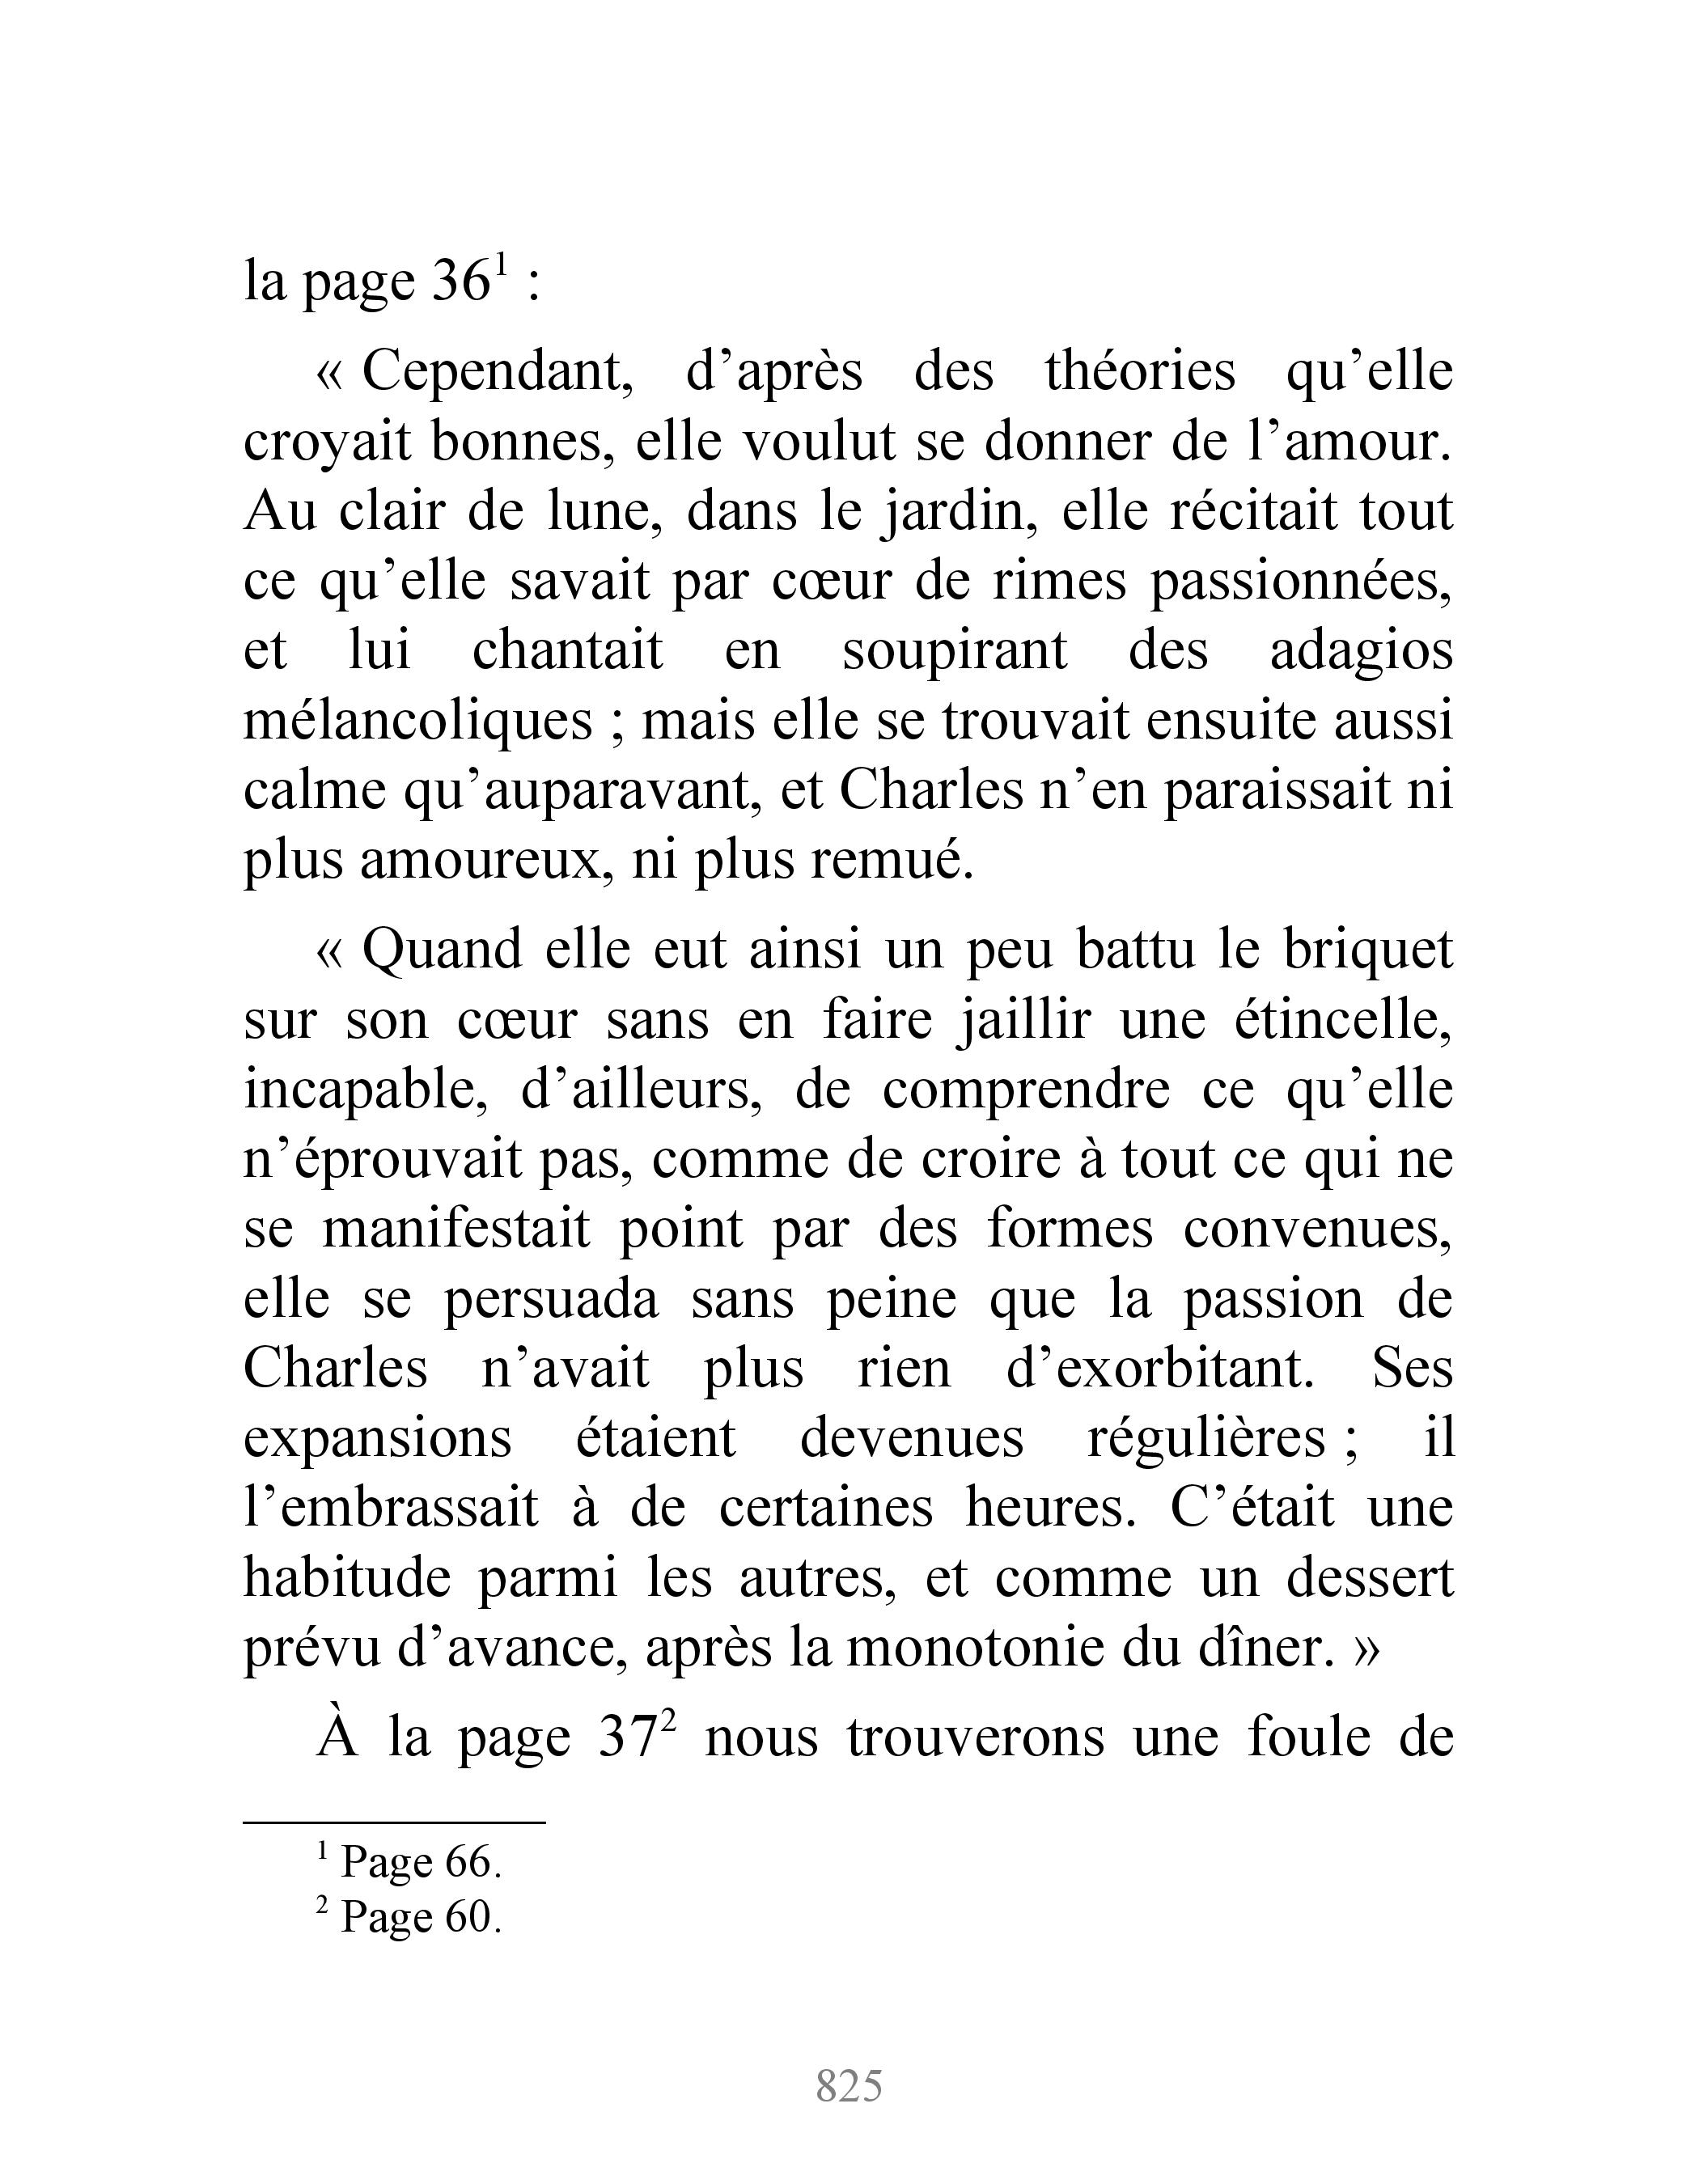 la page 36¹ :
« Cependant, d’après des théories qu’elle
croyait bonnes, elle voulut se donner de l’amour.
Au clair de lune, dans le jardin, elle récitait tout
ce qu’elle savait par cœur de rimes passionnées,
et lui chantait en soupirant des adagios
mélancoliques ; mais elle se trouvait ensuite aussi
calme qu’auparavant, et Charles n’en paraissait ni
plus amoureux, ni plus remué.
« Quand elle eut ainsi un peu battu le briquet
sur son cœur sans en faire jaillir une étincelle,
incapable, d’ailleurs, de comprendre ce qu’elle
n’éprouvait pas, comme de croire à tout ce qui ne
se manifestait point par des formes convenues,
elle se persuada sans peine que la passion de
Charles n’avait plus rien d’exorbitant. Ses
expansions étaient devenues régulières ; il
l’embrassait à de certaines heures. C’était une
habitude parmi les autres, et comme un dessert
prévu d’avance, après la monotonie du dîner. »
À la page 37² nous trouverons une foule de
¹ Page 66.
² Page 60.
825